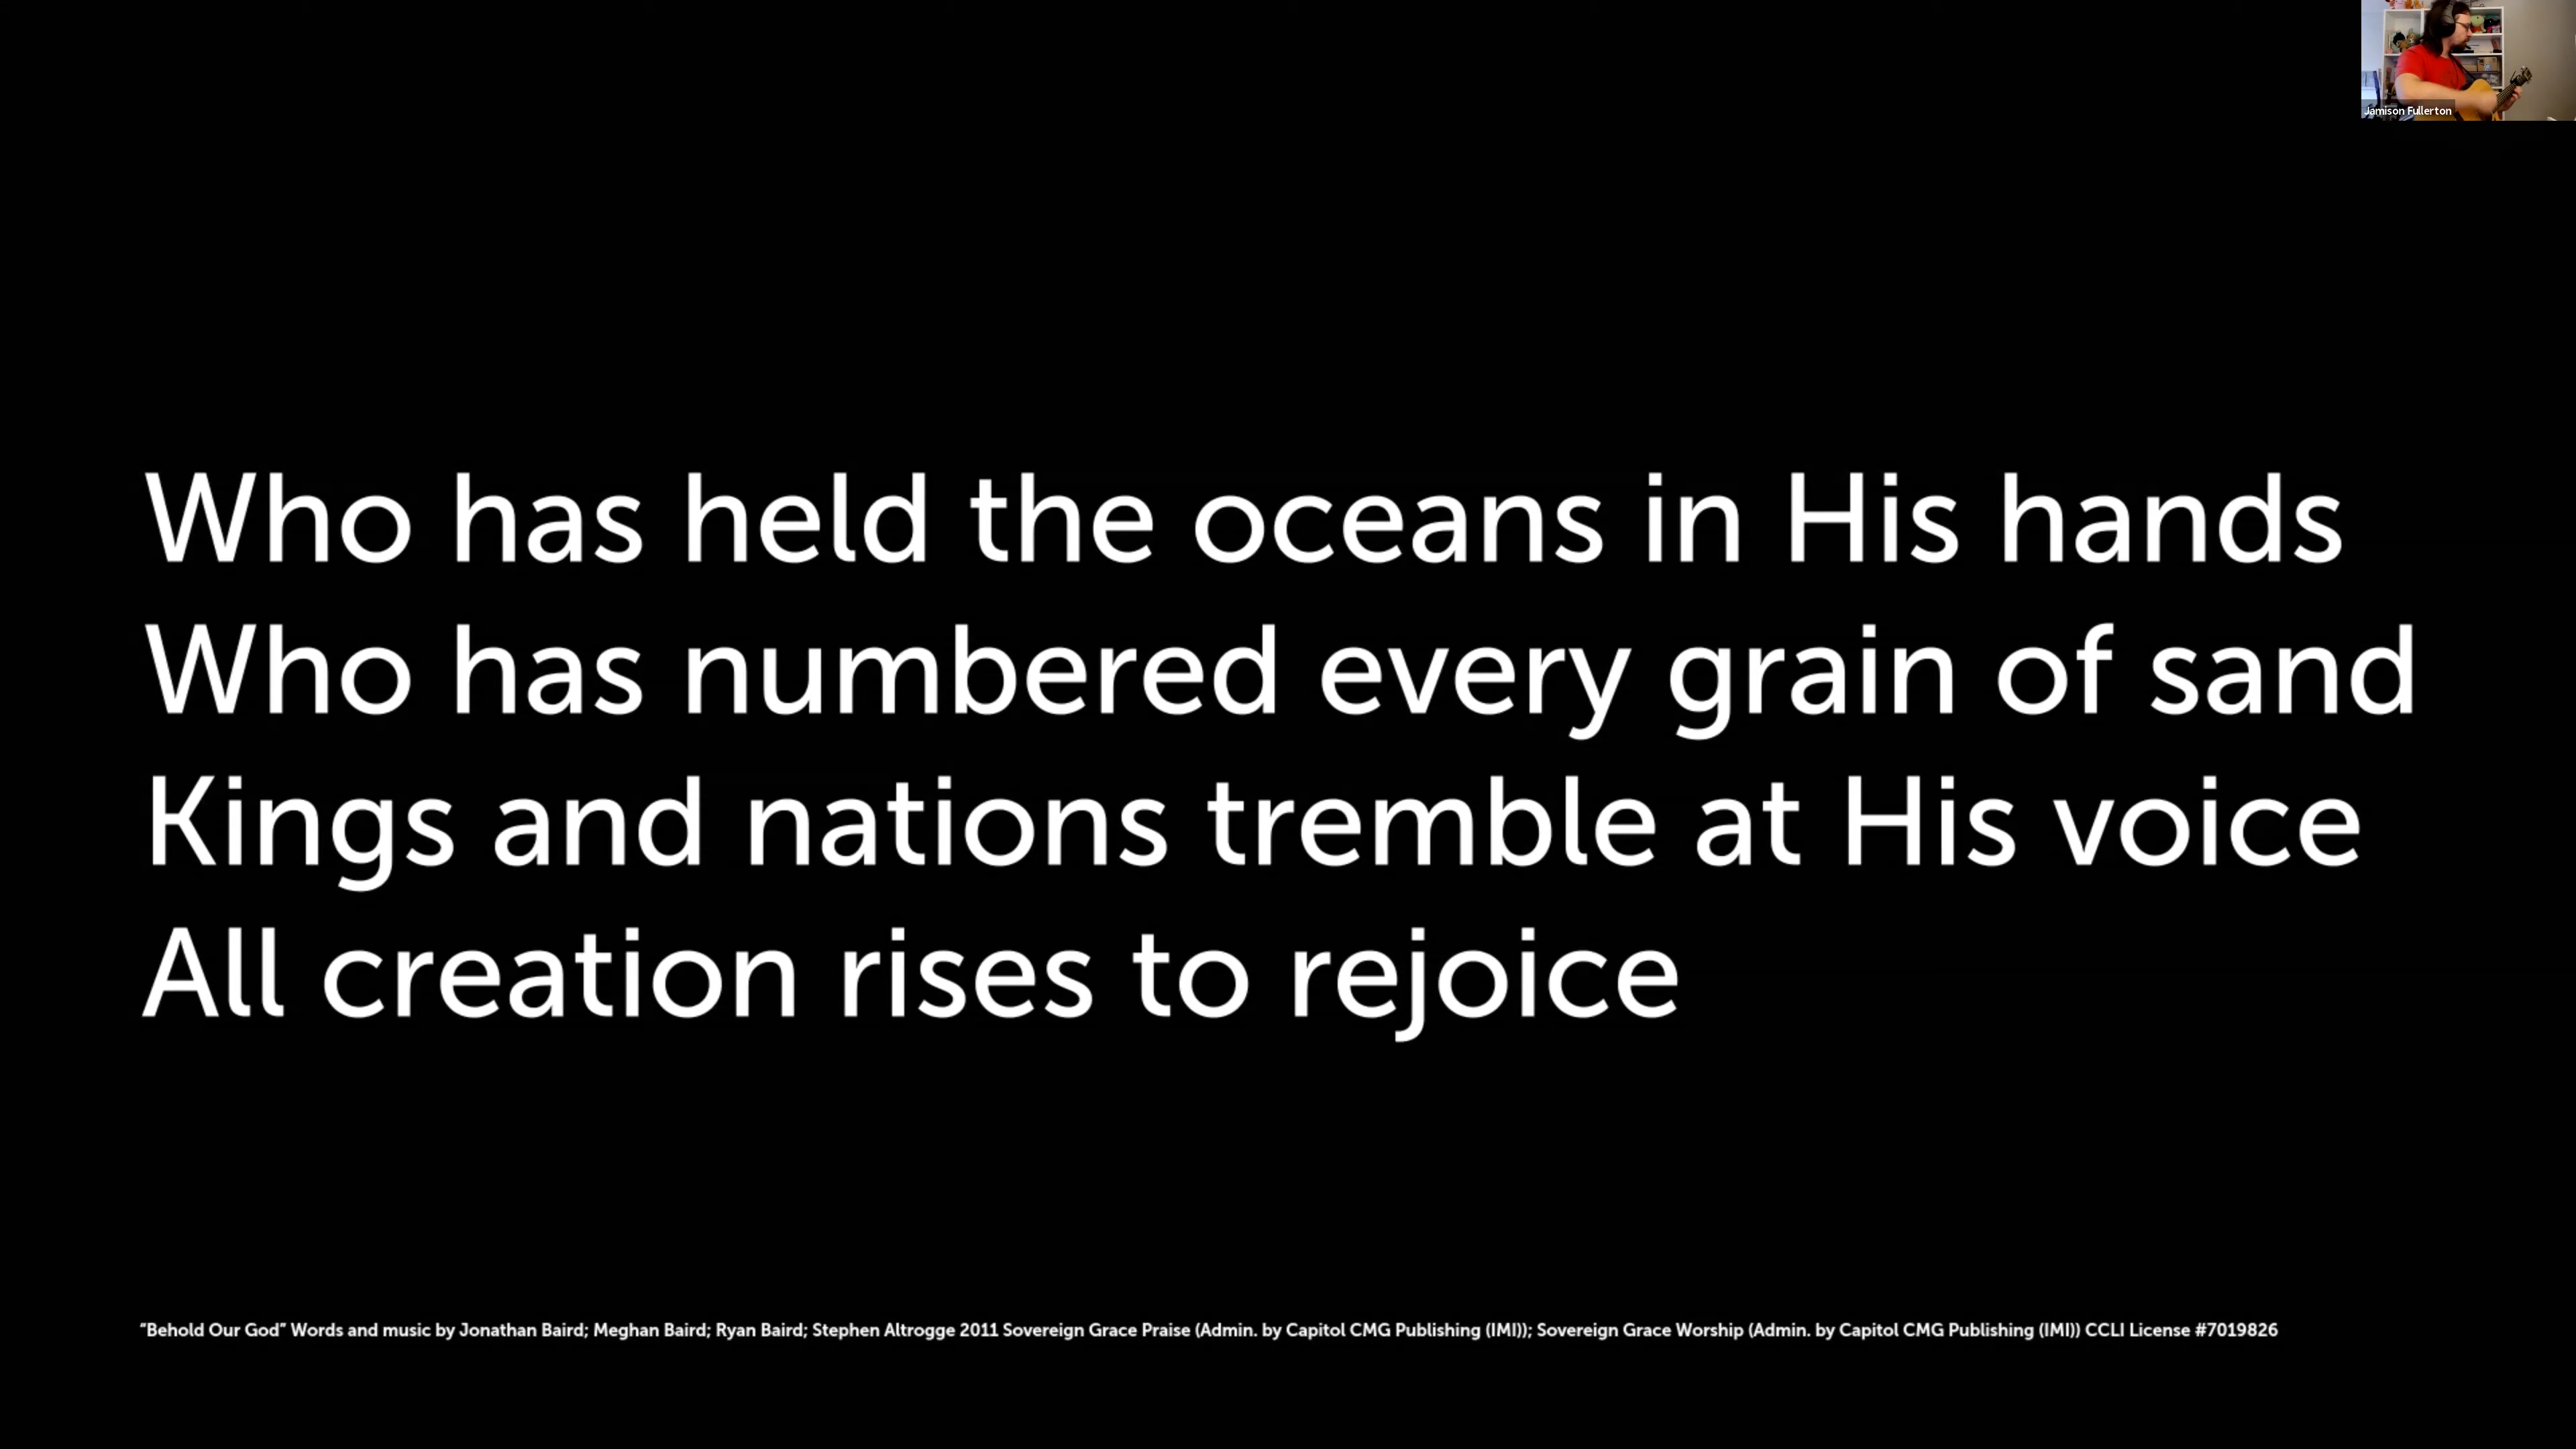 Jamison Fullerton
Who has held the oceans in His hands
Who has numbered every grain of sand
Kings and nations tremble at His voice
All creation rises to rejoice
“Behold Our God” Words and music by Jonathan Baird; Meghan Baird; Ryan Baird; Stephen Altrogge 2011 Sovereign Grace Praise (Admin. by Capitol CMG Publishing (IMI)); Sovereign Grace Worship (Admin. by Capitol CMG Publishing (IMI)) CCLI License #7019826